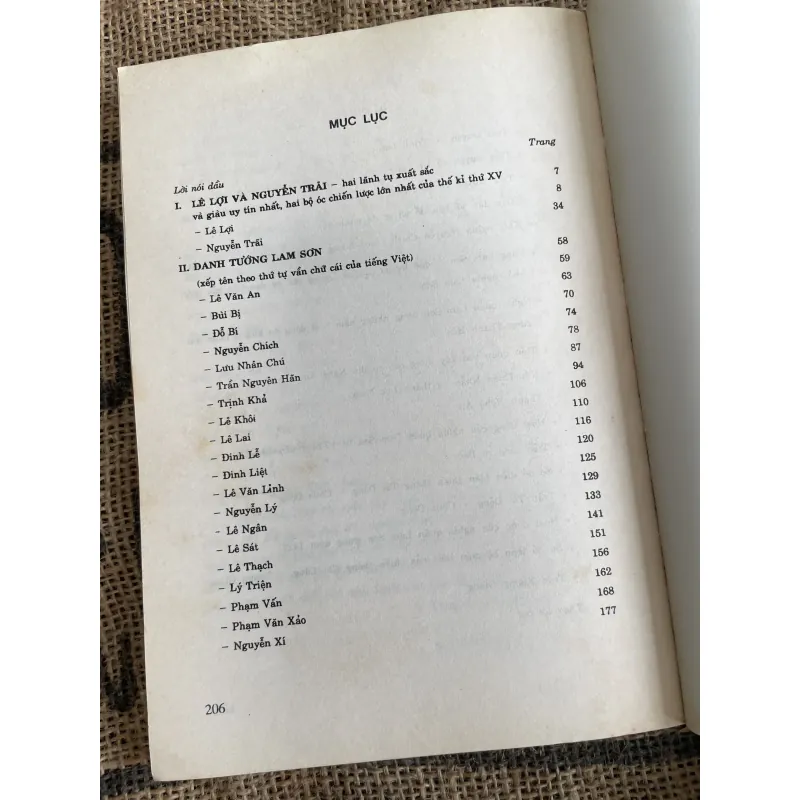 MỤC LỤC
Trang
Lời nói đầu
I. LÊ LỢI VÀ NGUYỄN TRÃI – hai lãnh tụ xuất sắc
và giàu uy tín nhất, hai bộ óc chiến lược lớn nhất của thế kỉ thứ XV 7
– Lê Lợi 8
– Nguyễn Trãi 34
II. DANH TƯỚNG LAM SƠN 58
(xếp tên theo thứ tự vần chữ cái của tiếng Việt)
– Lê Văn An 59
– Bùi Bị 63
– Đỗ Bí 70
– Nguyễn Chích 74
– Lưu Nhân Chú 78
– Trần Nguyên Hãn 87
– Trịnh Khả 94
– Lê Khôi 106
– Lê Lai 110
– Đinh Lễ 116
– Đinh Liệt 120
– Lê Văn Linh 125
– Nguyễn Lý 129
– Lê Ngân 133
– Lê Sát 141
– Lê Thạch 151
– Lý Triện 156
– Phạm Vấn 162
– Phạm Văn Xảo 168
– Nguyễn Xí 177
206